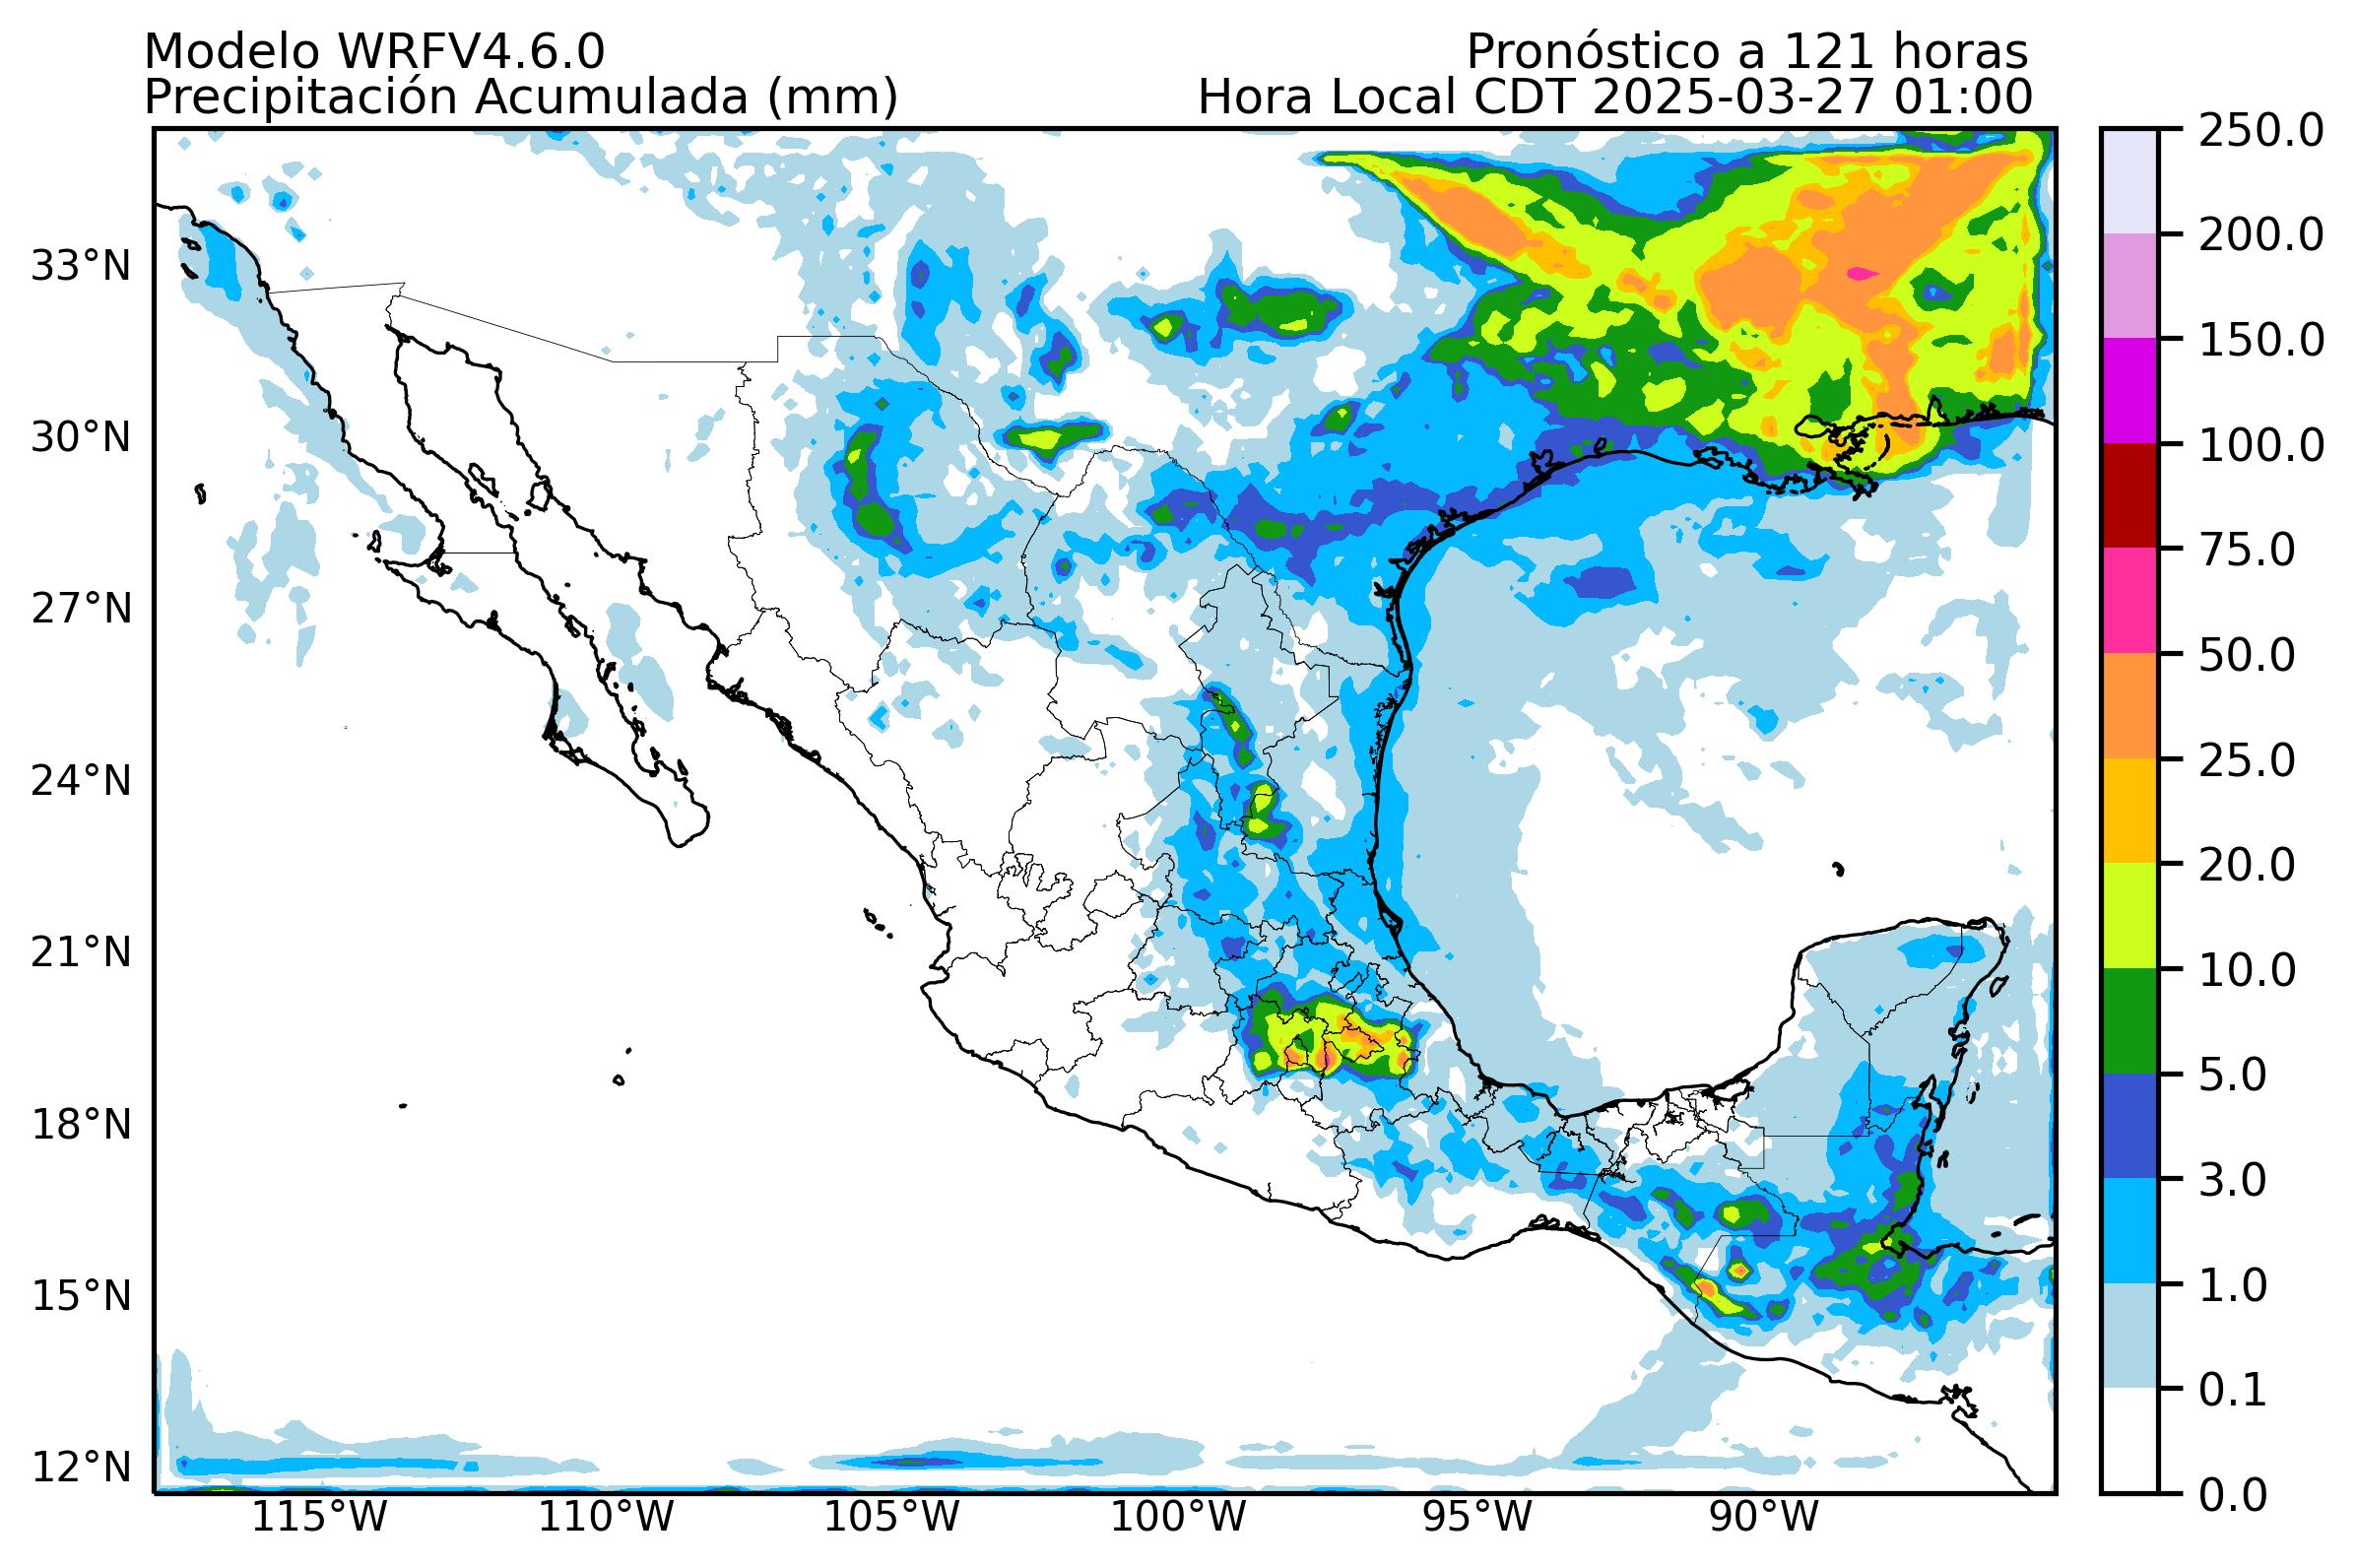 Modelo WRFV4.6.0
Pronóstico a 121 horas
Precipitación Acumulada (mm)
Hora Local CDT 2025-03-27 01:00
33°N
30°N
27°N
24°N
21°N
18°N
15°N
12°N
115°W
110°W
105°W
100°W
95°W
90°W
250.0
200.0
150.0
100.0
75.0
50.0
25.0
20.0
10.0
5.0
3.0
1.0
0.1
0.0